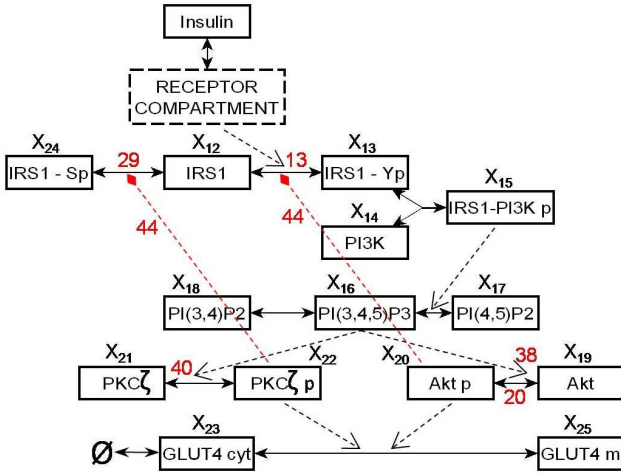 Insulin
RECEPTOR
COMPARTMENT
X24
X12
X13
29
13
IRS1 - Sp
IRS1
IRS1 - Yp
X15
44
44
X14
IRS1-PI3K p
PI3K
X18
X16
X17
PI(3,4)P2
PI(3,4,5)P3
PI(4,5)P2
X21
X22
X20
X19
40
38
PKCζ
PKCζ p
Akt p
Akt
20
X23
X25
Ø
GLUT4 cyt
GLUT4 m